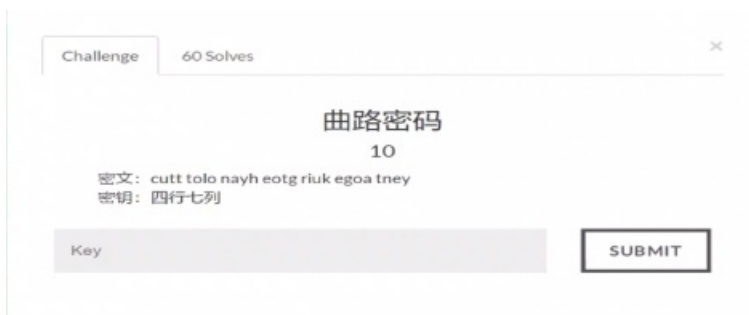 Challenge 60 Solves ×
曲路密码
10
密文：cutt tolo nayh eotg riuk egoa tney
密钥：四行七列
Key SUBMIT